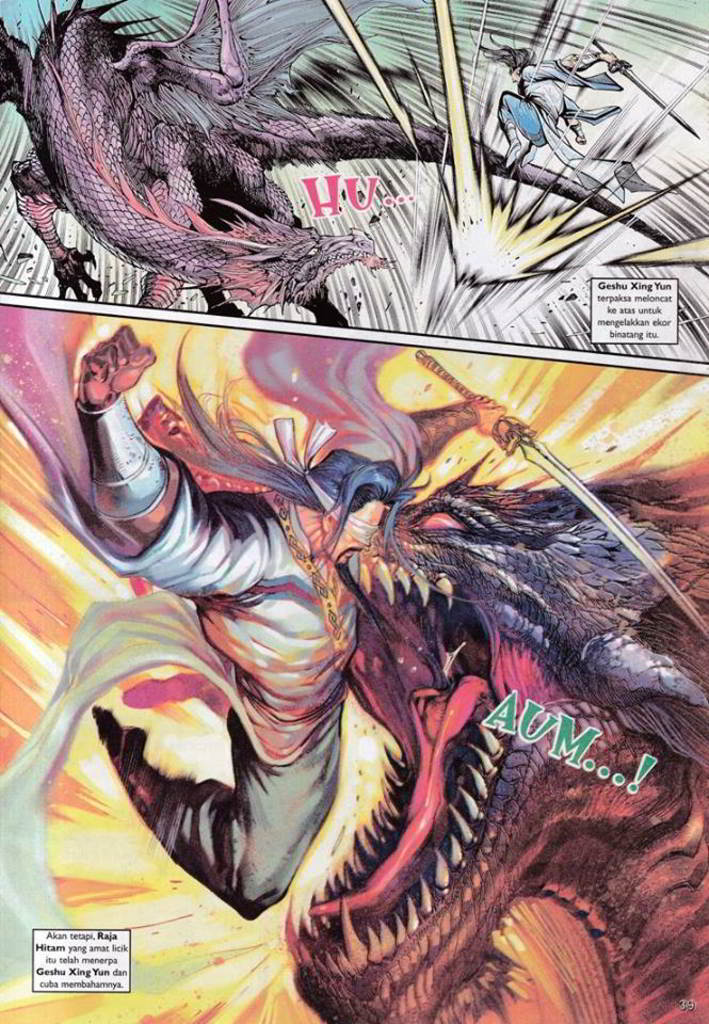 HU...
Geshu Xing Yun
terpaksa meloncat
ke atas untuk
mengelakkan ekor
binatang itu.
AUM...!
Akan tetapi, Raja
Hitam yang amat licik
itu telah menerpa
Geshu Xing Yun dan
cuba membahamnya.
39